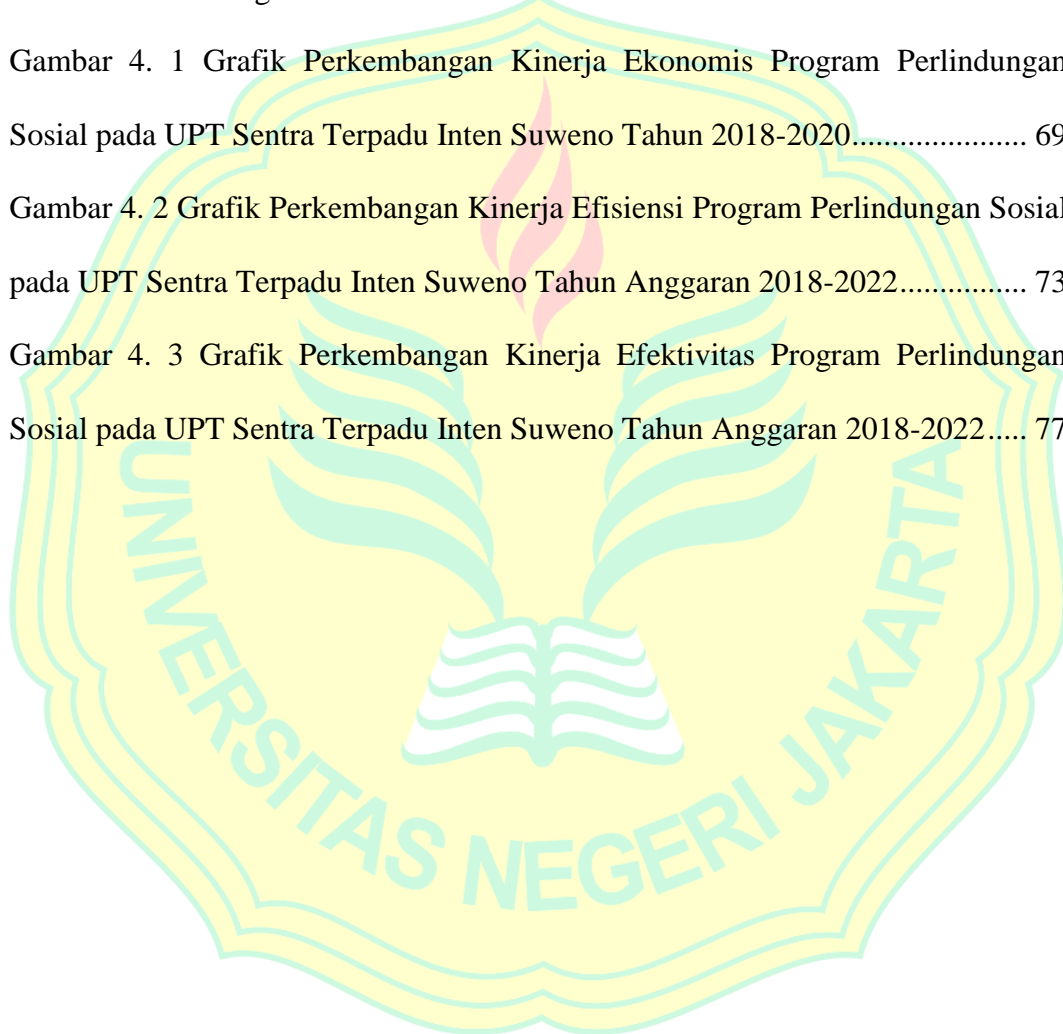 Gambar 4. 1 Grafik Perkembangan Kinerja Ekonomis Program Perlindungan
Sosial pada UPT Sentra Terpadu Inten Suweno Tahun 2018-2020..................... 69
Gambar 4. 2 Grafik Perkembangan Kinerja Efisiensi Program Perlindungan Sosial
pada UPT Sentra Terpadu Inten Suweno Tahun Anggaran 2018-2022............... 73
Gambar 4. 3 Grafik Perkembangan Kinerja Efektivitas Program Perlindungan
Sosial pada UPT Sentra Terpadu Inten Suweno Tahun Anggaran 2018-2022..... 77
UNIVERSITAS NEGERI JAKARTA